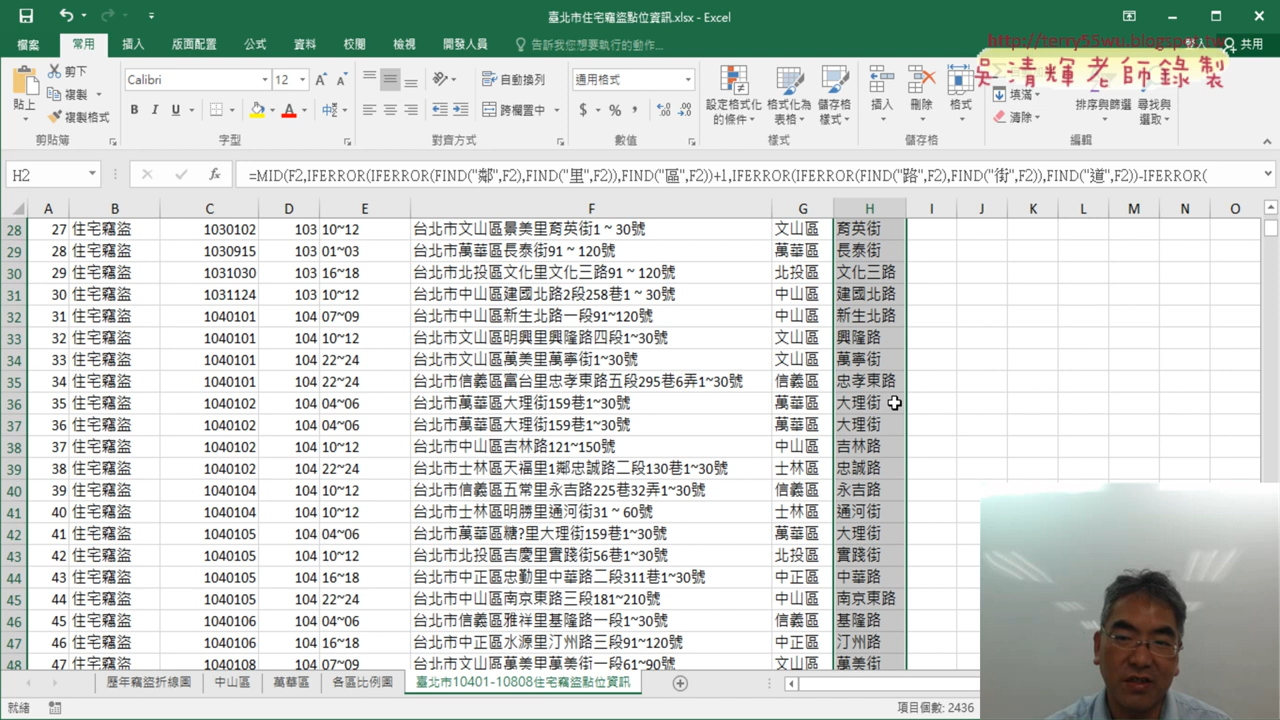 臺北市住宅竊盜點位資訊.xlsx - Excel
http://terry55wu.blogspot.tw
吳清輝老師錄製
檔案 常用 插入 版面配置 公式 資料 校閱 檢視 開發人員 告訴我您想要執行的動作... 共用
貼上 剪下 複製 複製格式 剪貼簿
Calibri 12 B I U A 字型
自動換列 跨欄置中 對齊方式
通用格式 $ % , 數值
設定格式化的條件 格式化為表格 儲存格樣式 樣式
插入 刪除 格式 儲存格
填滿 清除 排序與篩選 尋找與選取 編輯
H2 fx =MID(F2,IFERROR(IFERROR(FIND("鄰",F2),FIND("里",F2)),FIND("區",F2))+1,IFERROR(IFERROR(FIND("路",F2),FIND("街",F2)),FIND("道",F2))-IFERROR(
A B C D E F G H I J K L M N O
28 27 住宅竊盜 1030102 103 10~12 台北市文山區景美里育英街1 ~ 30號 文山區 育英街
29 28 住宅竊盜 1030915 103 01~03 台北市萬華區長泰街91 ~ 120號 萬華區 長泰街
30 29 住宅竊盜 1031030 103 16~18 台北市北投區文化里文化三路91 ~ 120號 北投區 文化三路
31 30 住宅竊盜 1031124 103 10~12 台北市中山區建國北路2段258巷1 ~ 30號 中山區 建國北路
32 31 住宅竊盜 1040101 104 07~09 台北市中山區新生北路一段91~120號 中山區 新生北路
33 32 住宅竊盜 1040101 104 10~12 台北市文山區明興里興隆路四段1~30號 文山區 興隆路
34 33 住宅竊盜 1040101 104 22~24 台北市文山區萬美里萬寧街1~30號 文山區 萬寧街
35 34 住宅竊盜 1040101 104 22~24 台北市信義區富台里忠孝東路五段295巷6弄1~30號 信義區 忠孝東路
36 35 住宅竊盜 1040102 104 04~06 台北市萬華區大理街159巷1~30號 萬華區 大理街
37 36 住宅竊盜 1040102 104 04~06 台北市萬華區大理街159巷1~30號 萬華區 大理街
38 37 住宅竊盜 1040102 104 10~12 台北市中山區吉林路121~150號 中山區 吉林路
39 38 住宅竊盜 1040102 104 22~24 台北市士林區天福里1鄰忠誠路二段130巷1~30號 士林區 忠誠路
40 39 住宅竊盜 1040104 104 10~12 台北市信義區五常里永吉路225巷32弄1~30號 信義區 永吉路
41 40 住宅竊盜 1040104 104 10~12 台北市士林區明勝里通河街31 ~ 60號 士林區 通河街
42 41 住宅竊盜 1040105 104 04~06 台北市萬華區糖?里大理街159巷1~30號 萬華區 大理街
43 42 住宅竊盜 1040105 104 10~12 台北市北投區吉慶里實踐街56巷1~30號 北投區 實踐街
44 43 住宅竊盜 1040105 104 16~18 台北市中正區忠勤里中華路二段311巷1~30號 中正區 中華路
45 44 住宅竊盜 1040105 104 22~24 台北市中山區南京東路三段181~210號 中山區 南京東路
46 45 住宅竊盜 1040106 104 04~06 台北市信義區雅祥里基隆路一段1~30號 信義區 基隆路
47 46 住宅竊盜 1040106 104 16~18 台北市中正區水源里汀州路三段91~120號 中正區 汀州路
48 47 住宅竊盜 1040108 104 07~09 台北市文山區萬美里萬美街一段61~90號 文山區 萬美街
歷年竊盜折線圖 中山區 萬華區 各區比例圖 臺北市10401-10808住宅竊盜點位資訊
就緒 項目個數: 2436